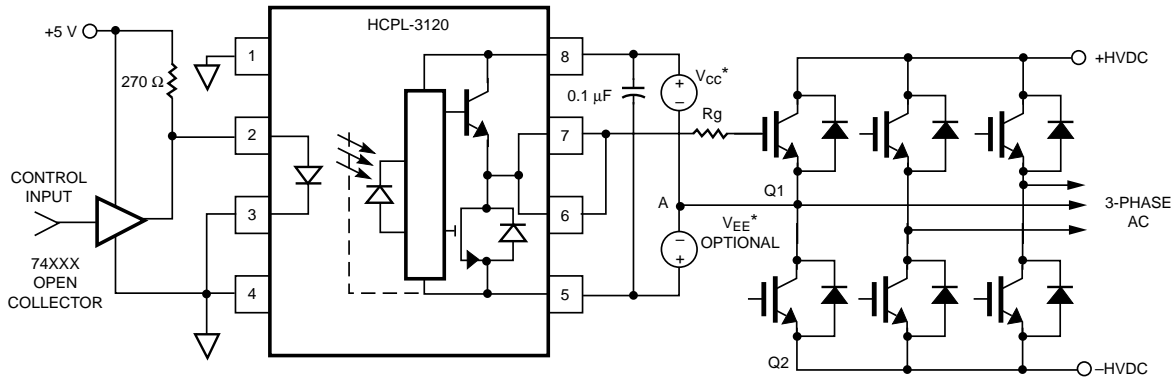 HCPL-3120
+5 V
270 Ω
1
2
3
4
8
7
6
5
CONTROL
INPUT
74XXX
OPEN
COLLECTOR
0.1 µF
VCC*
+
−
Rg
A
VEE*
OPTIONAL
−
+
Q1
Q2
+HVDC
3-PHASE
AC
–HVDC